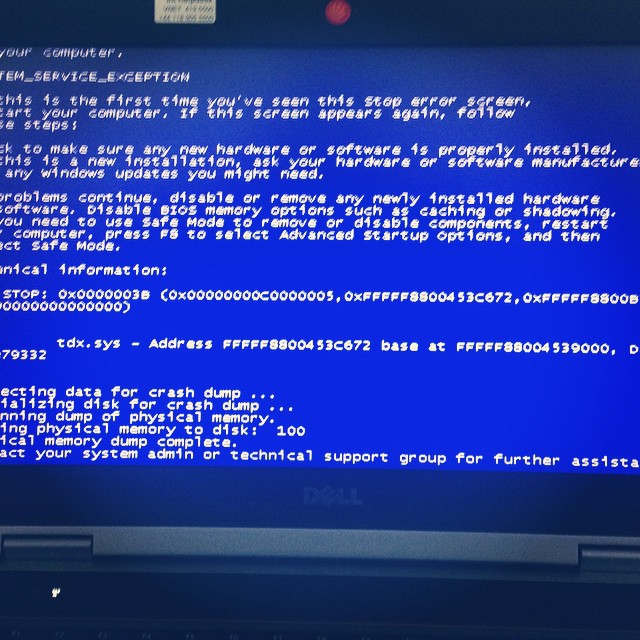 your computer.
TEM_SERVICE_EXCEPTION
this is the first time you've seen this Stop error screen,
tart your computer. If this screen appears again, follow
se steps:
ck to make sure any new hardware or software is properly installed.
this is a new installation, ask your hardware or software manufacture
any Windows updates you might need.
problems continue, disable or remove any newly installed hardware
software. Disable BIOS memory options such as caching or shadowing.
you need to use Safe Mode to remove or disable components, restart
computer, press F8 to select Advanced Startup Options, and then
ect Safe Mode.
nical information:
STOP: 0x0000003B (0x00000000C0000005,0xFFFFF8800453C672,0xFFFFF8800B
0000000000000)
tdx.sys - Address FFFFF8800453C672 base at FFFFF88004539000, D
79332
ecting data for crash dump ...
ializing disk for crash dump ...
nning dump of physical memory.
ing physical memory to disk: 100
ical memory dump complete.
act your system admin or technical support group for further assista
DELL